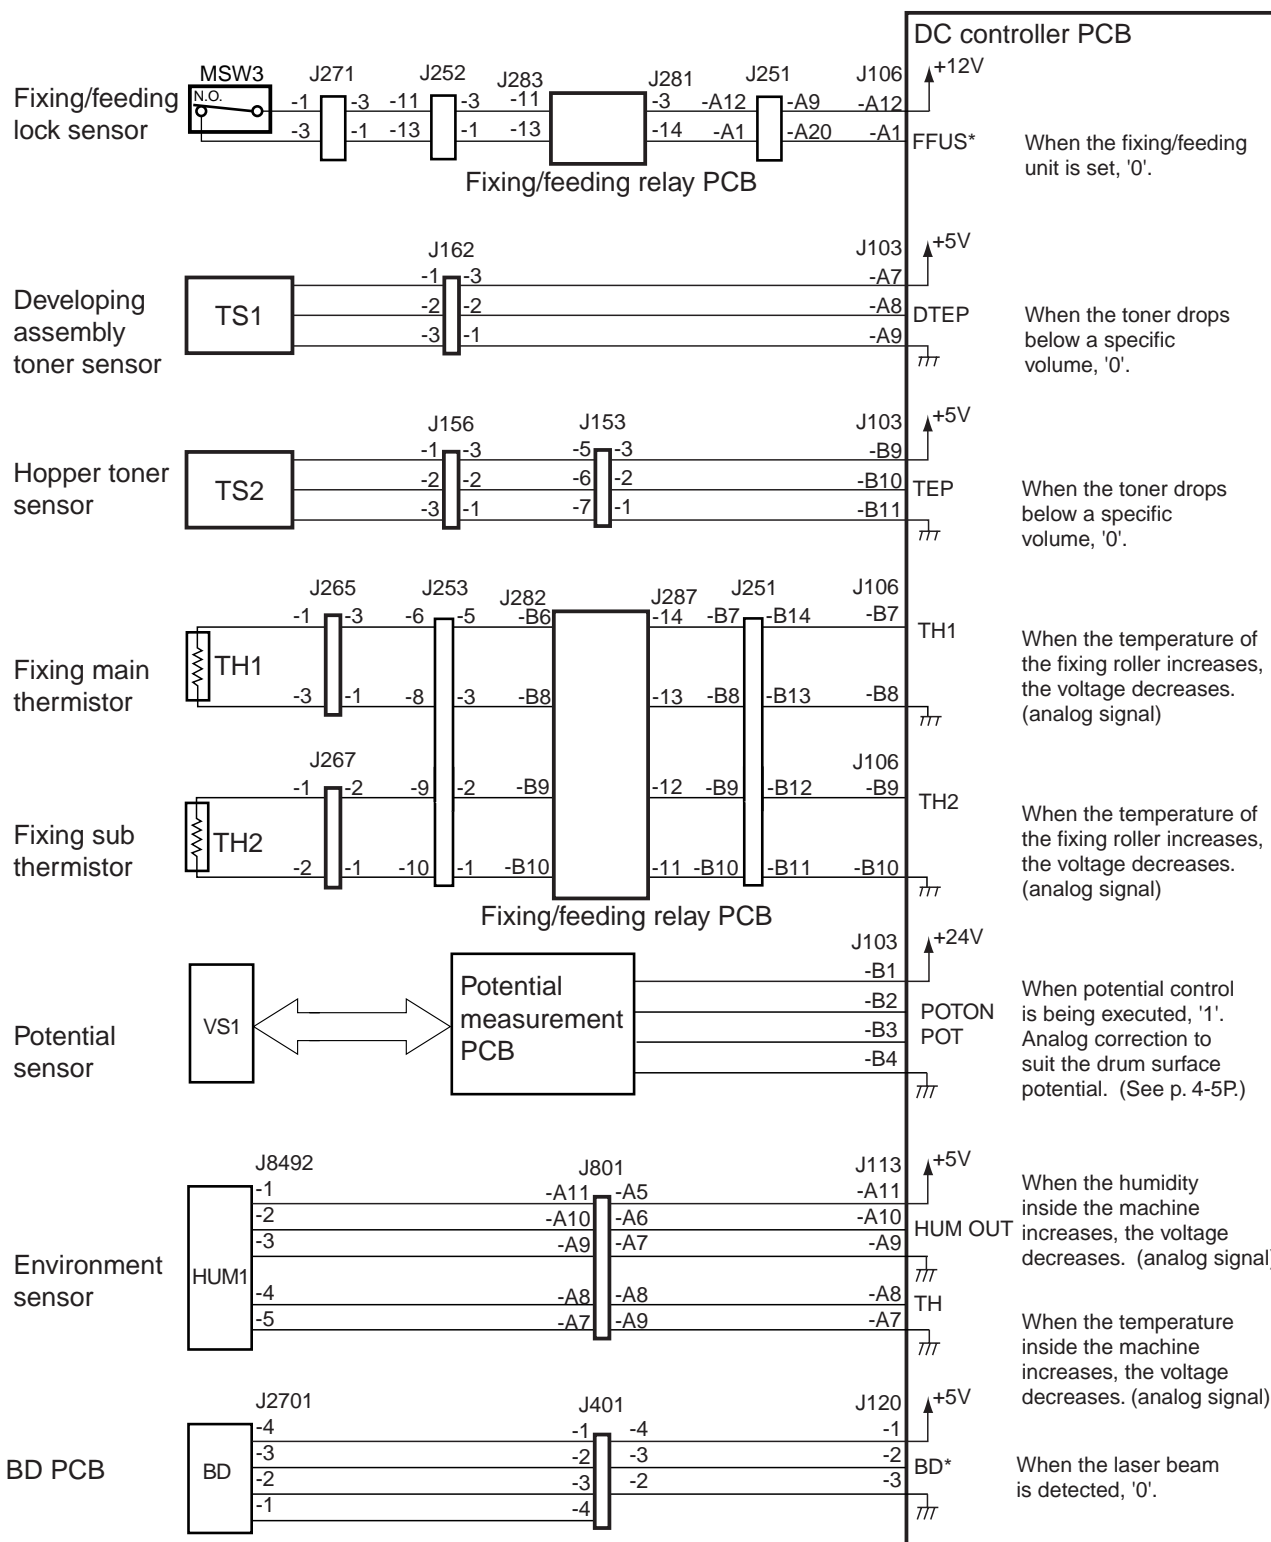 DC controller PCB
MSW3 J271 J252 J283 J281 J251 J106 +12V
Fixing/feeding
lock sensor
N.O.
-1 -3 -11 -3 -11 -3 -A12 -A9 -A12
-3 -1 -13 -1 -13 -14 -A1 -A20 -A1 FFUS*
When the fixing/feeding
unit is set, '0'.
Fixing/feeding relay PCB
J162 J103 +5V
Developing
assembly
toner sensor
TS1
-1 -3 -A7
-2 -2 -A8 DTEP
-3 -1 -A9
When the toner drops
below a specific
volume, '0'.
J156 J153 J103 +5V
Hopper toner
sensor
TS2
-1 -3 -5 -3 -B9
-2 -2 -6 -2 -B10 TEP
-3 -1 -7 -1 -B11
When the toner drops
below a specific
volume, '0'.
J265 J253 J282 J287 J251 J106
-1 -3 -6 -5 -B6 -14 -B7 -B14 -B7 TH1
Fixing main
thermistor
TH1
-3 -1 -8 -3 -B8 -13 -B8 -B13 -B8
When the temperature of
the fixing roller increases,
the voltage decreases.
(analog signal)
J267 J106
-1 -2 -9 -2 -B9 -12 -B9 -B12 -B9 TH2
Fixing sub
thermistor
TH2
-2 -1 -10 -1 -B10 -11 -B10 -B11 -B10
When the temperature of
the fixing roller increases,
the voltage decreases.
(analog signal)
Fixing/feeding relay PCB
J103 +24V
Potential
sensor
VS1
Potential
measurement
PCB
-B1
-B2 POTON
-B3 POT
-B4
When potential control
is being executed, '1'.
Analog correction to
suit the drum surface
potential. (See p. 4-5P.)
J8492 J801 J113 +5V
Environment
sensor
HUM1
-1 -A11 -A5 -A11
-2 -A10 -A6 -A10 HUM OUT
-3 -A9 -A7 -A9
-4 -A8 -A8 -A8 TH
-5 -A7 -A9 -A7
When the humidity
inside the machine
increases, the voltage
decreases. (analog signal
When the temperature
inside the machine
increases, the voltage
decreases. (analog signal)
J2701 J401 J120 +5V
BD PCB
BD
-4 -1 -4 -1
-3 -2 -3 -2 BD*
-2 -3 -2 -3
-1 -4
When the laser beam
is detected, '0'.